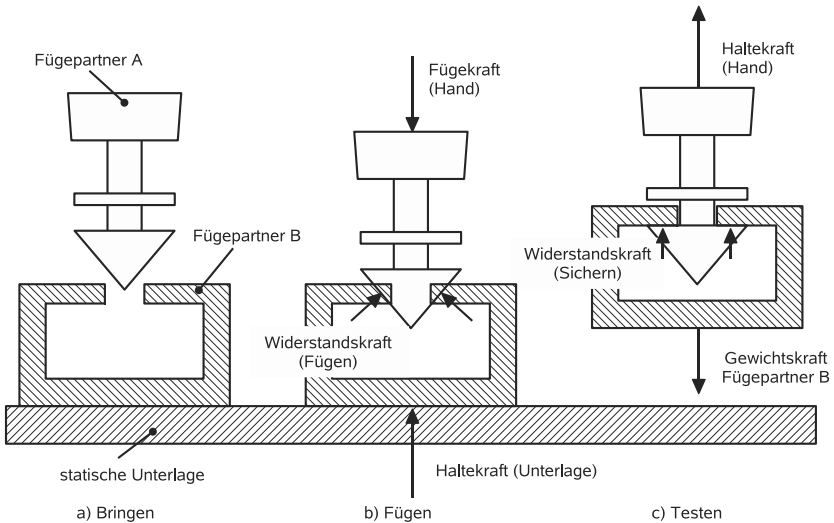 Fügepartner A
Fügepartner B
statische Unterlage
a) Bringen
Fügekraft
(Hand)
Widerstandskraft
(Fügen)
Haltekraft (Unterlage)
b) Fügen
Haltekraft
(Hand)
Widerstandskraft
(Sichern)
Gewichtskraft
Fügepartner B
c) Testen